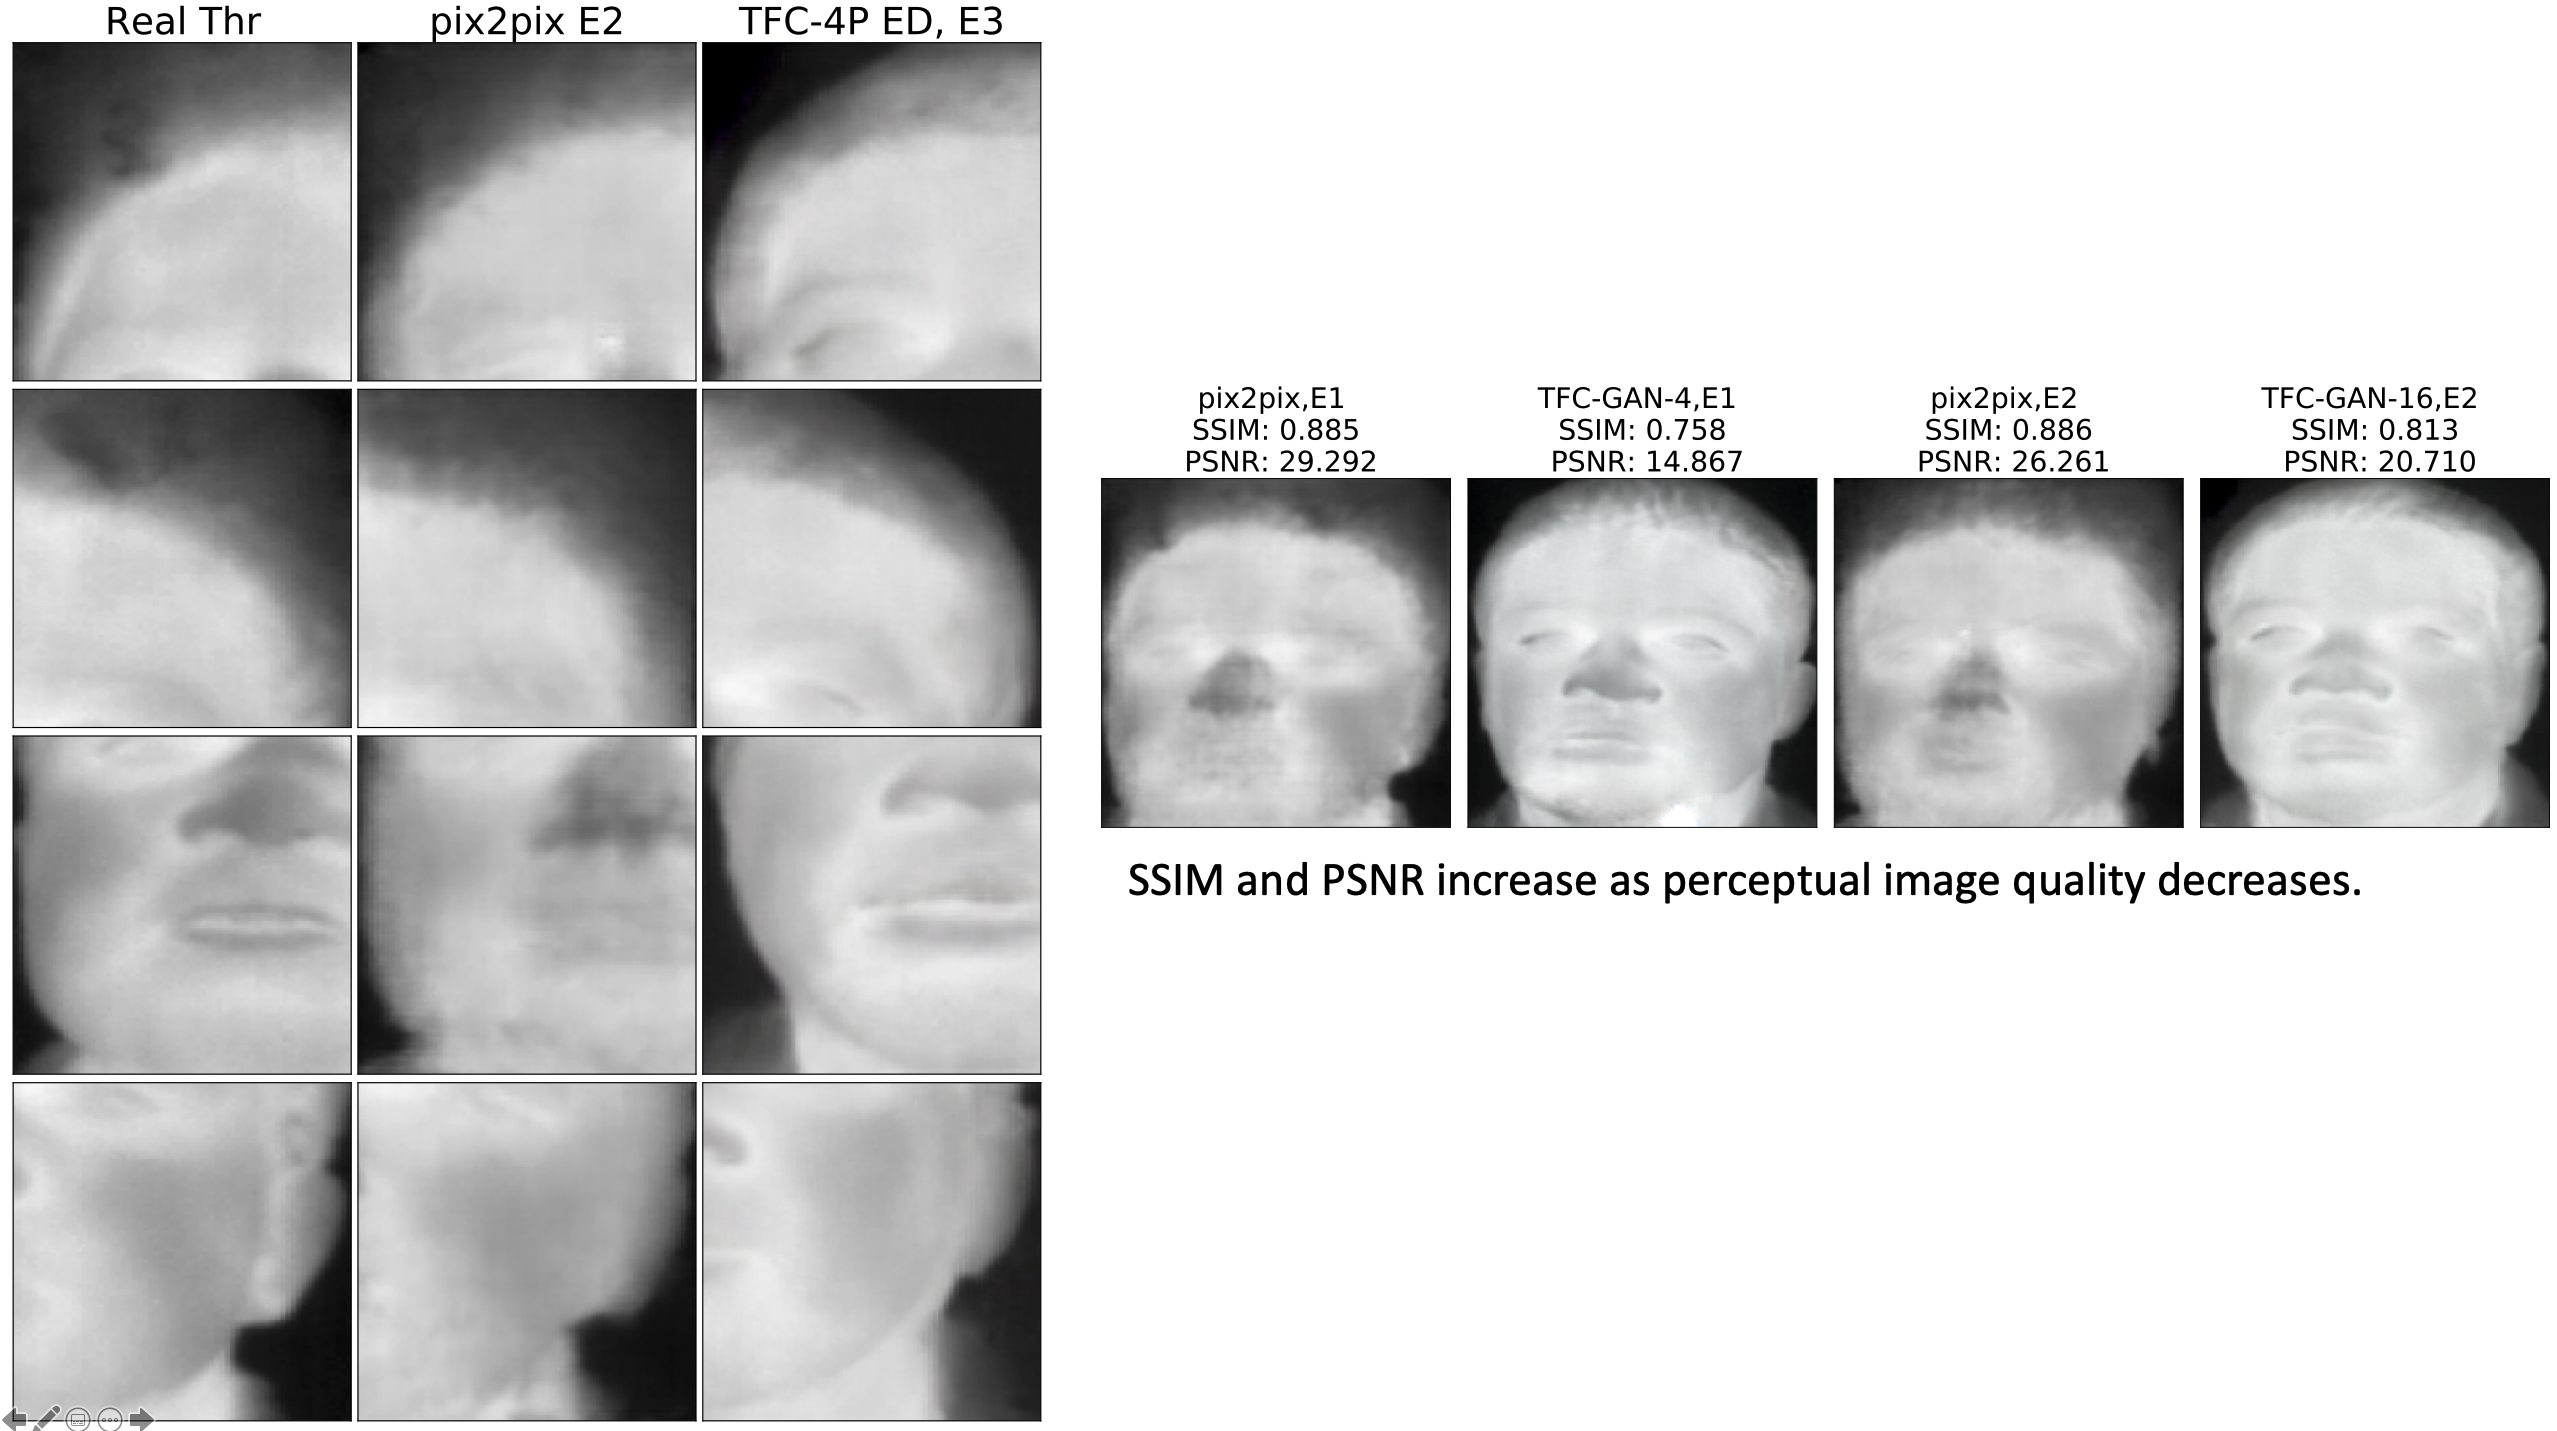 Real Thr
pix2pix E2
TFC-4P ED, E3
pix2pix,E1
SSIM: 0.885
PSNR: 29.292
TFC-GAN-4,E1
SSIM: 0.758
PSNR: 14.867
pix2pix,E2
SSIM: 0.886
PSNR: 26.261
TFC-GAN-16,E2
SSIM: 0.813
PSNR: 20.710
SSIM and PSNR increase as perceptual image quality decreases.